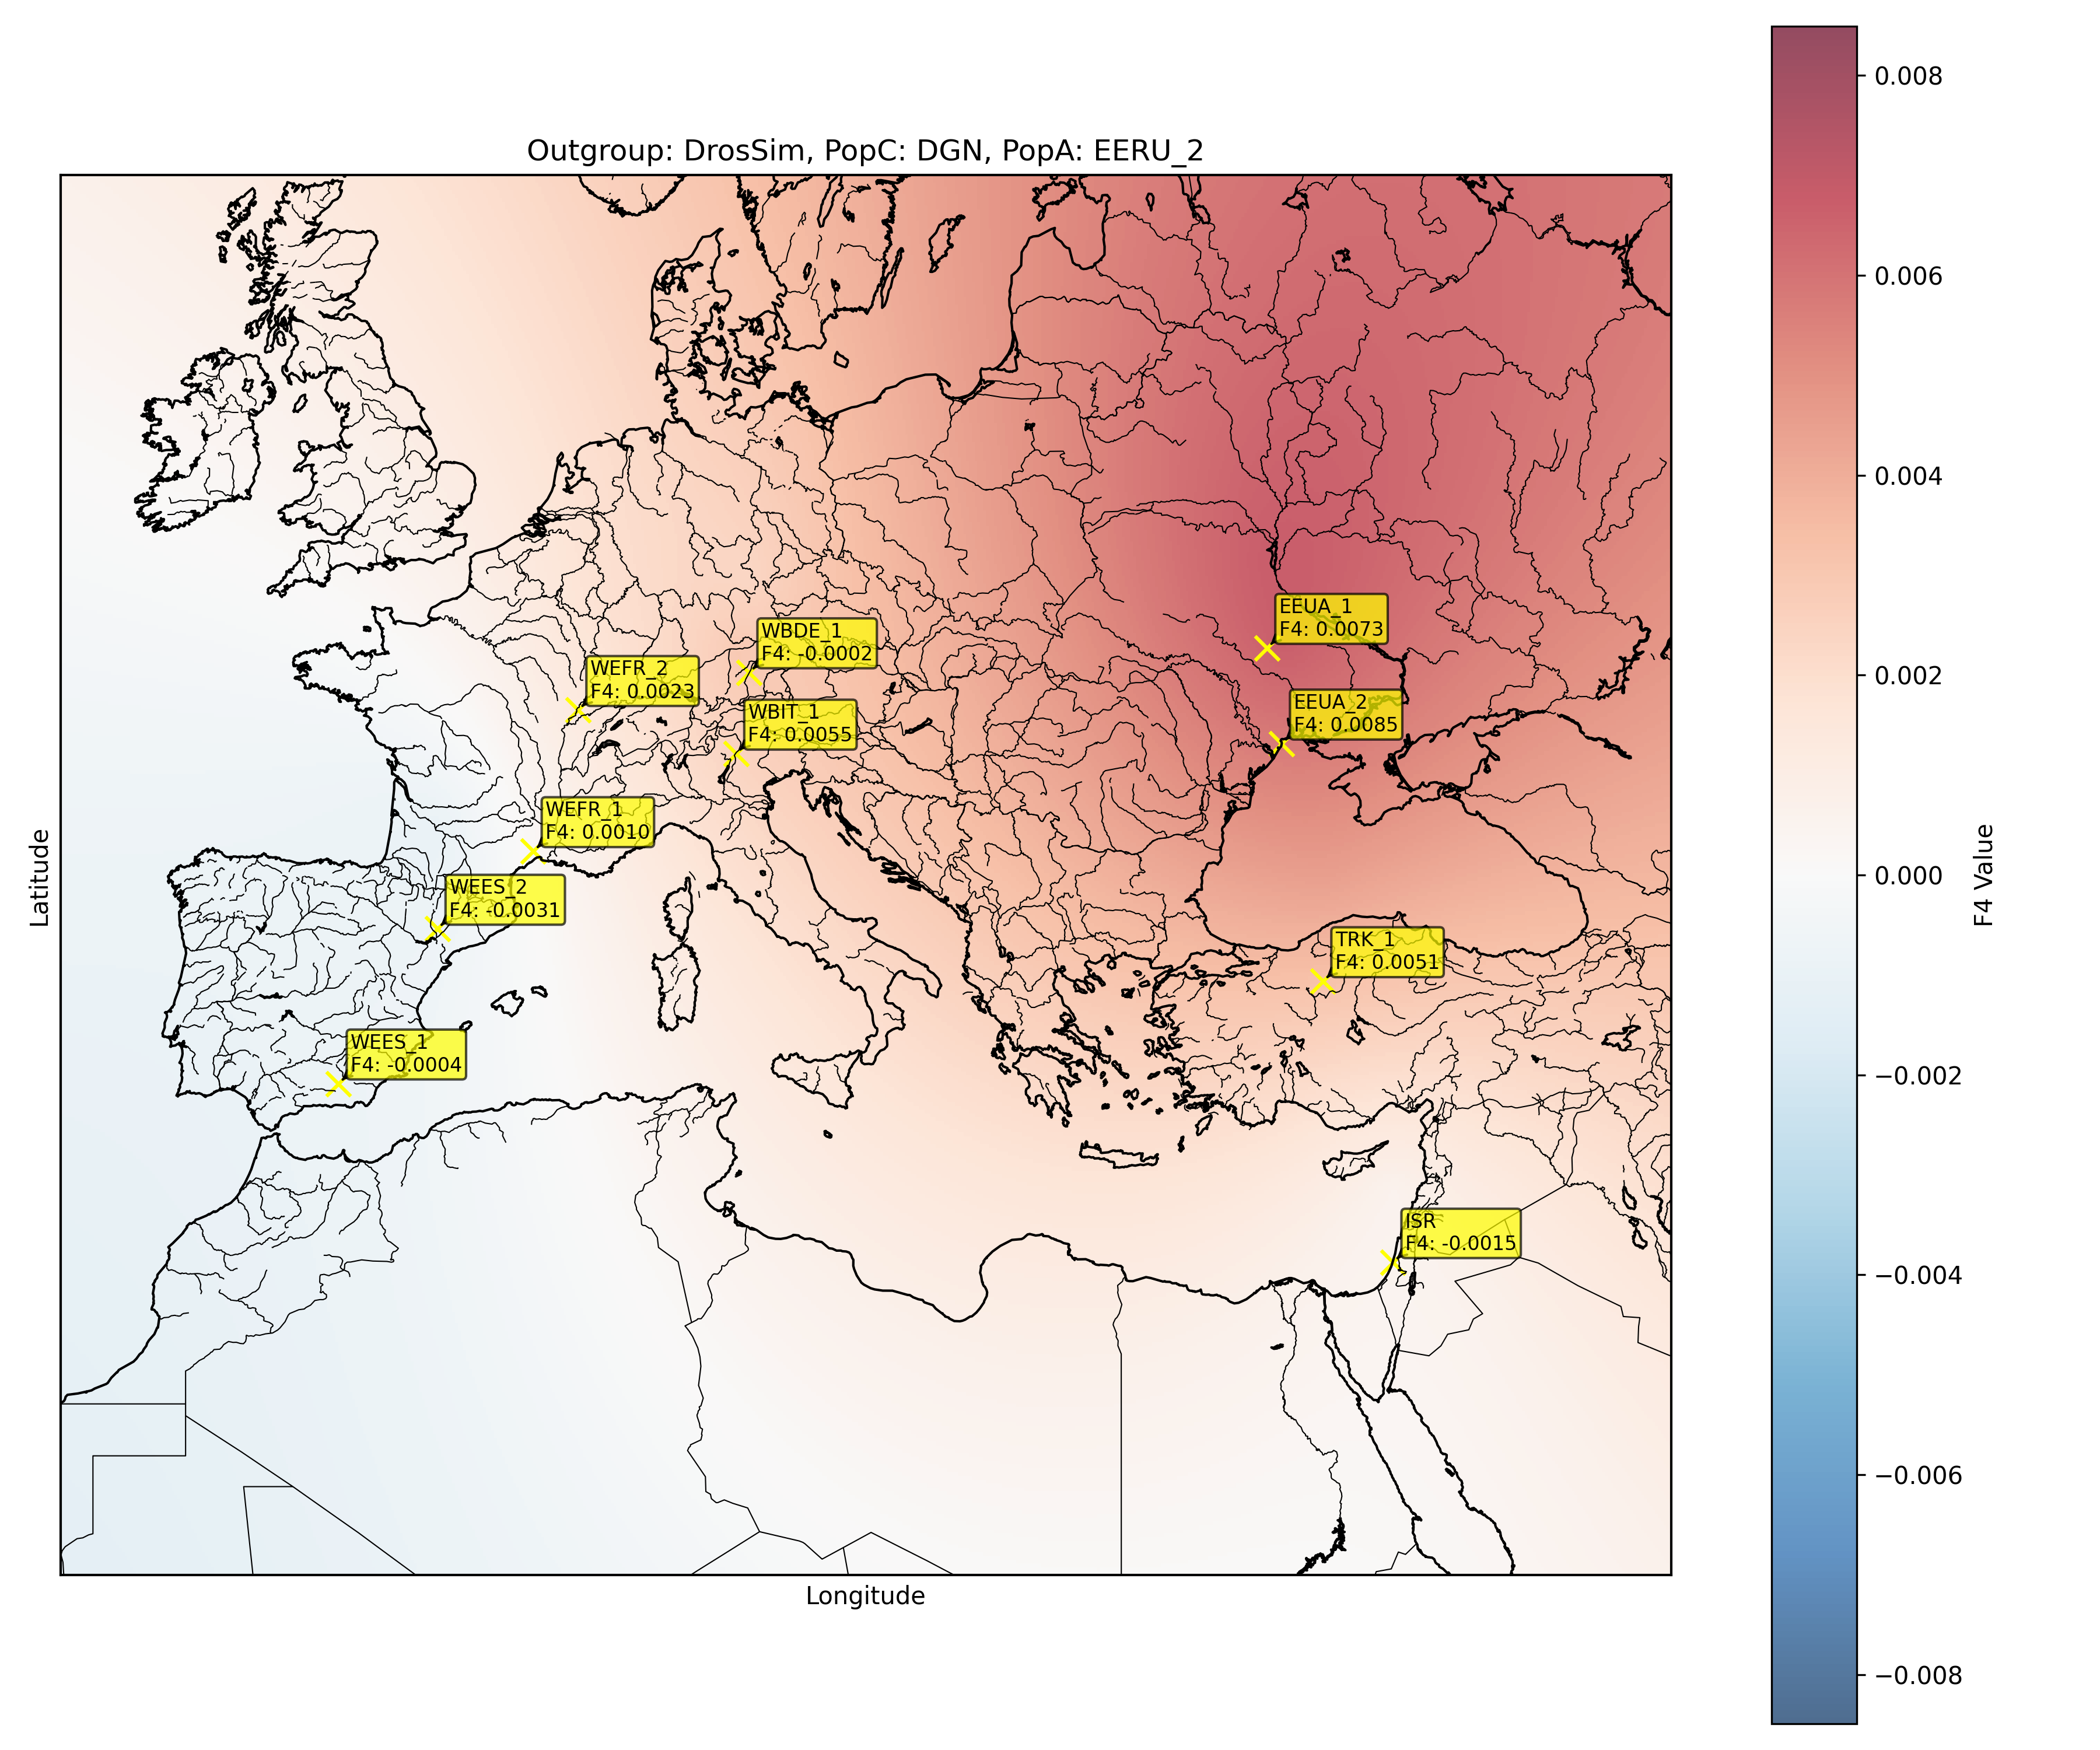 Outgroup: DrosSim, PopC: DGN, PopA: EERU_2
EEUA_1
F4: 0.0073
WBDE_1
F4: -0.0002
WEFR_2
F4: 0.0023
EEUA_2
F4: 0.0085
WBIT_1
F4: 0.0055
WEFR_1
F4: 0.0010
WEES_2
F4: -0.0031
TRK_1
F4: 0.0051
WEES_1
F4: -0.0004
ISR
F4: -0.0015
Latitude
Longitude
0.008
0.006
0.004
0.002
0.000
−0.002
−0.004
−0.006
−0.008
F4 Value